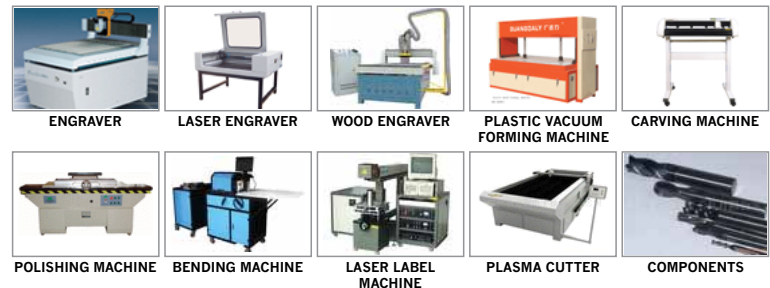 ENGRAVER
LASER ENGRAVER
WOOD ENGRAVER
PLASTIC VACUUM
FORMING MACHINE
CARVING MACHINE
POLISHING MACHINE
BENDING MACHINE
LASER LABEL
MACHINE
PLASMA CUTTER
COMPONENTS